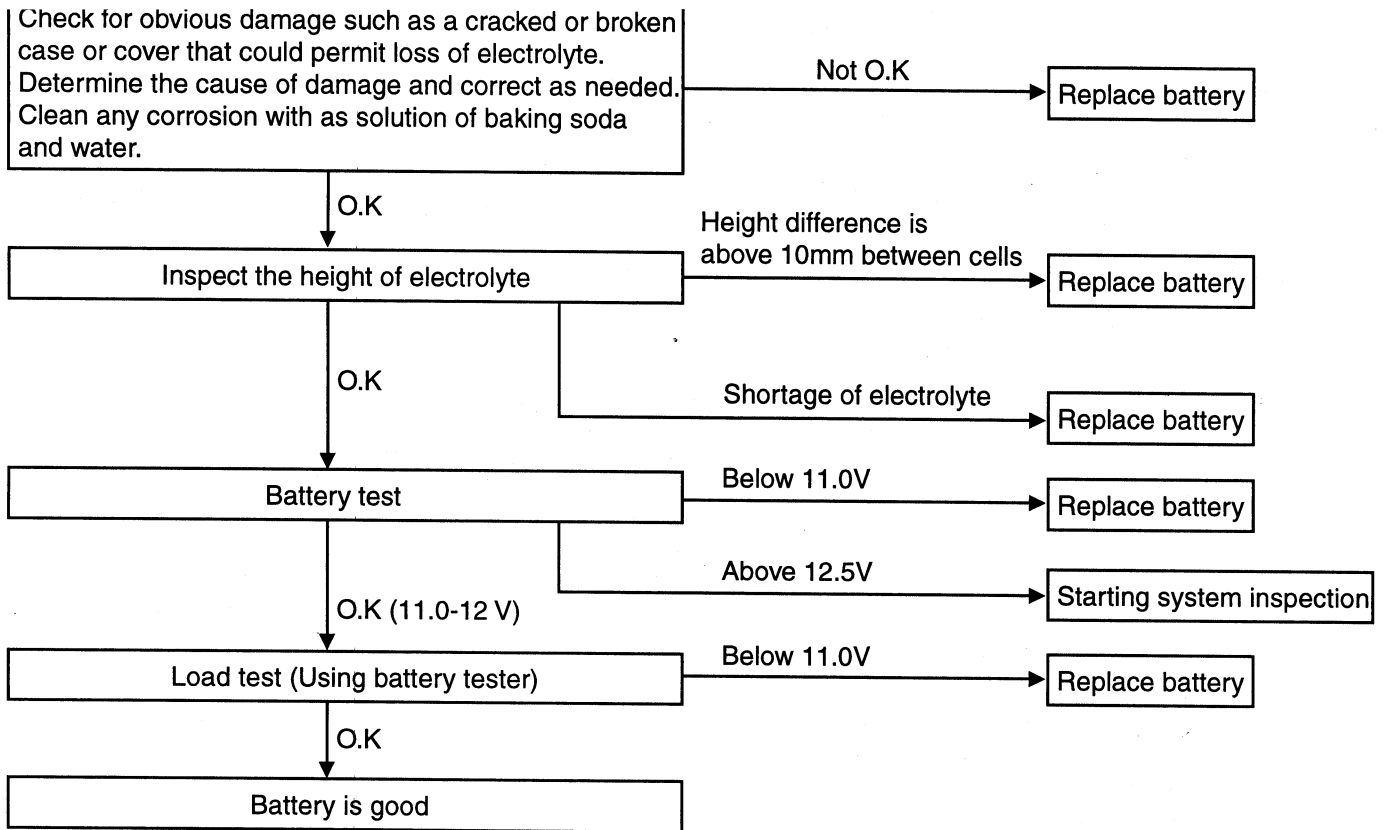 Check for obvious damage such as a cracked or broken
case or cover that could permit loss of electrolyte.
Determine the cause of damage and correct as needed.
Clean any corrosion with as solution of baking soda
and water.
Not O.K
Replace battery
O.K
Height difference is
above 10mm between cells
Inspect the height of electrolyte
Replace battery
O.K
Shortage of electrolyte
Replace battery
Battery test
Below 11.0V
Replace battery
Above 12.5V
Starting system inspection
O.K (11.0-12 V)
Load test (Using battery tester)
Below 11.0V
Replace battery
O.K
Battery is good